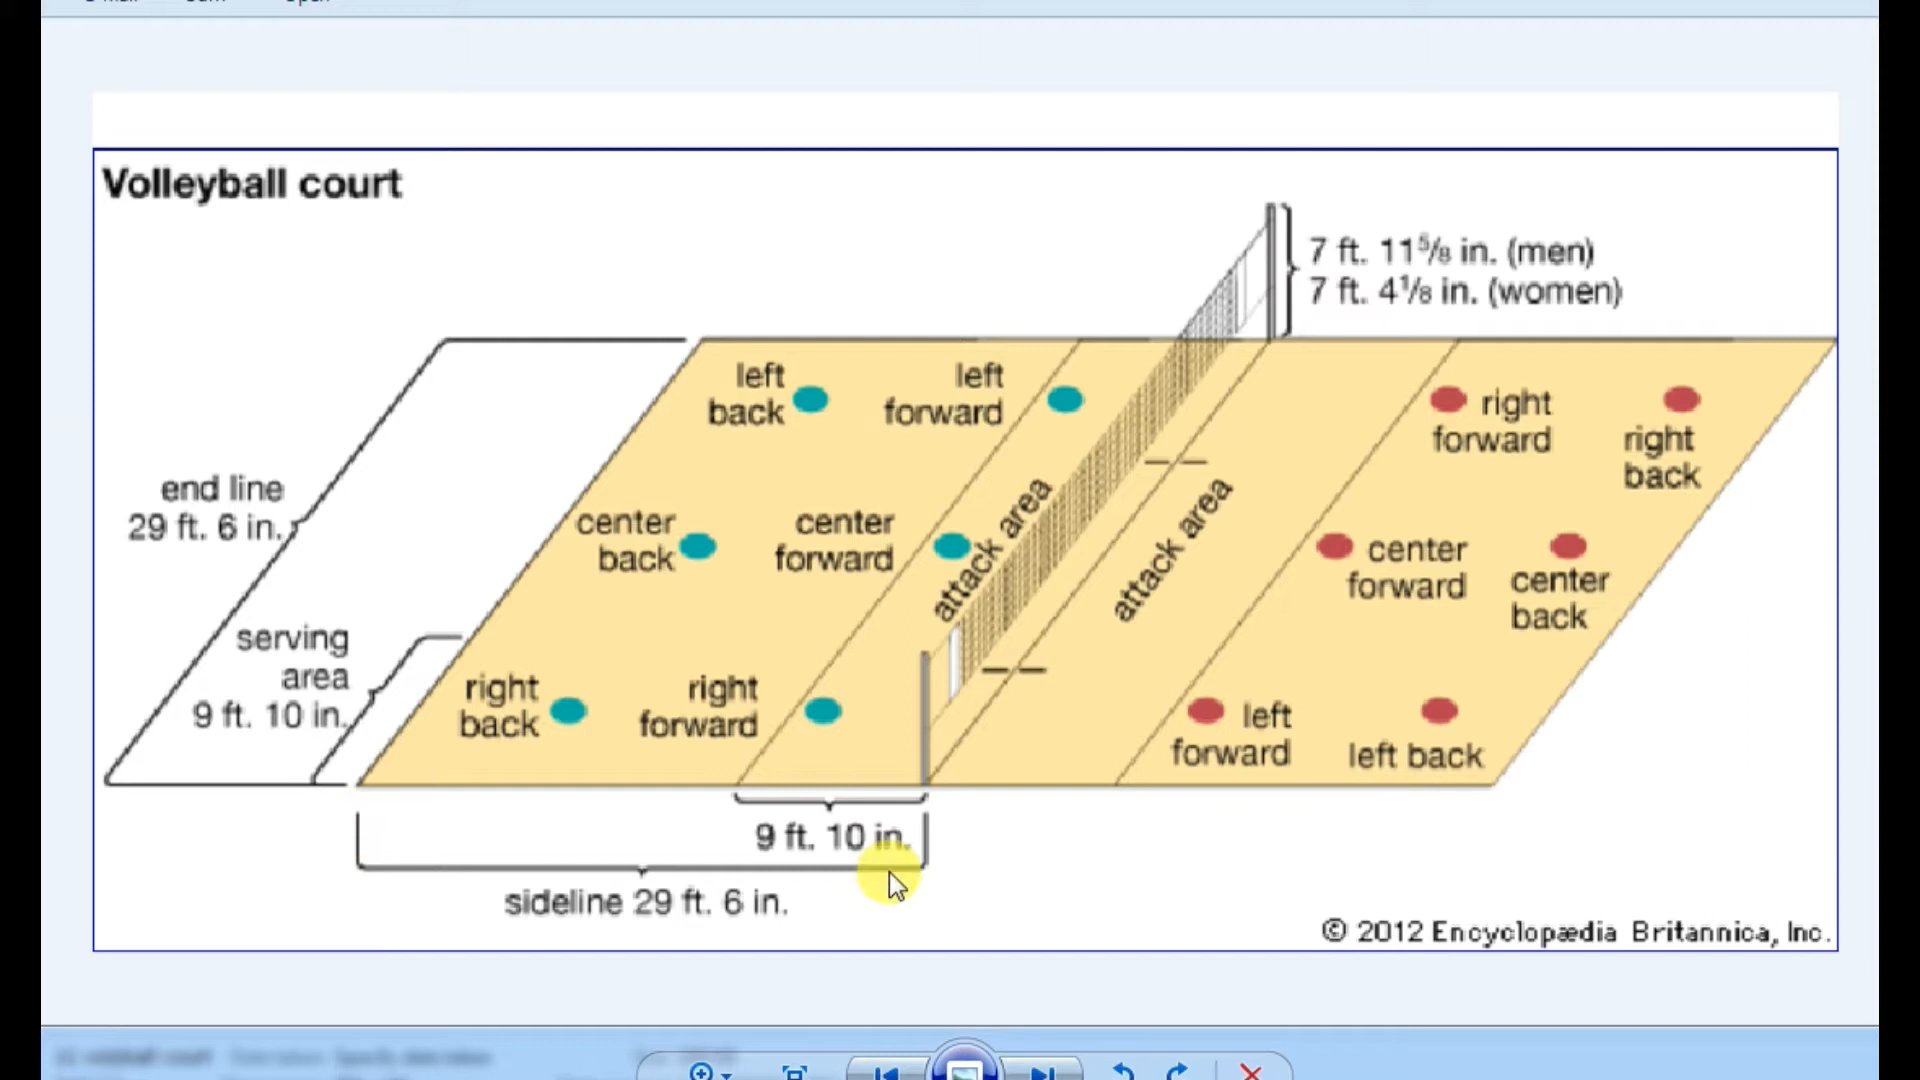 Volleyball court
7 ft. 11⅝ in. (men)
7 ft. 4⅛ in. (women)
left
back
left
forward
right
forward
right
back
end line
29 ft. 6 in.
center
back
center
forward
attack area
attack area
center
forward
center
back
serving
area
9 ft. 10 in.
right
back
right
forward
left
forward
left back
9 ft. 10 in.
sideline 29 ft. 6 in.
© 2012 Encyclopædia Britannica, Inc.